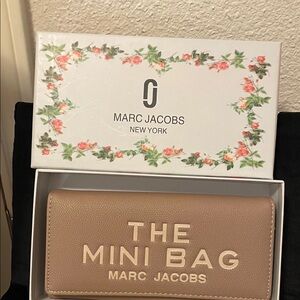 MARC JACOBS
NEW YORK
THE
MINI BAG
MARC JACOBS